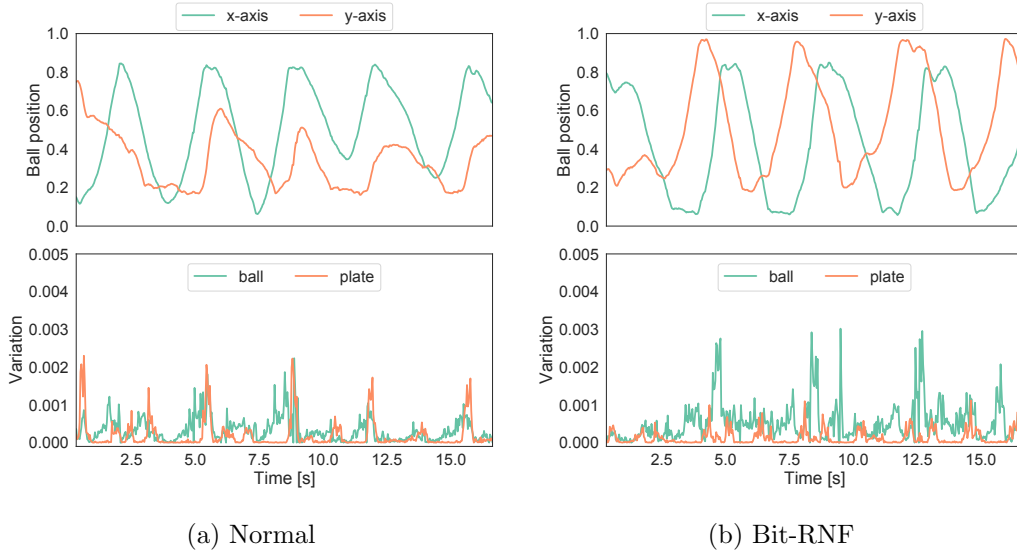 x-axis y-axis
1.0
0.8
0.6
0.4
0.2
0.0
Ball position
0.005
0.004
0.003
0.002
0.001
0.000
Variation
ball plate
2.5 5.0 7.5 10.0 12.5 15.0
Time [s]
(a) Normal
x-axis y-axis
1.0
0.8
0.6
0.4
0.2
0.0
Ball position
0.005
0.004
0.003
0.002
0.001
0.000
Variation
ball plate
2.5 5.0 7.5 10.0 12.5 15.0
Time [s]
(b) Bit-RNF